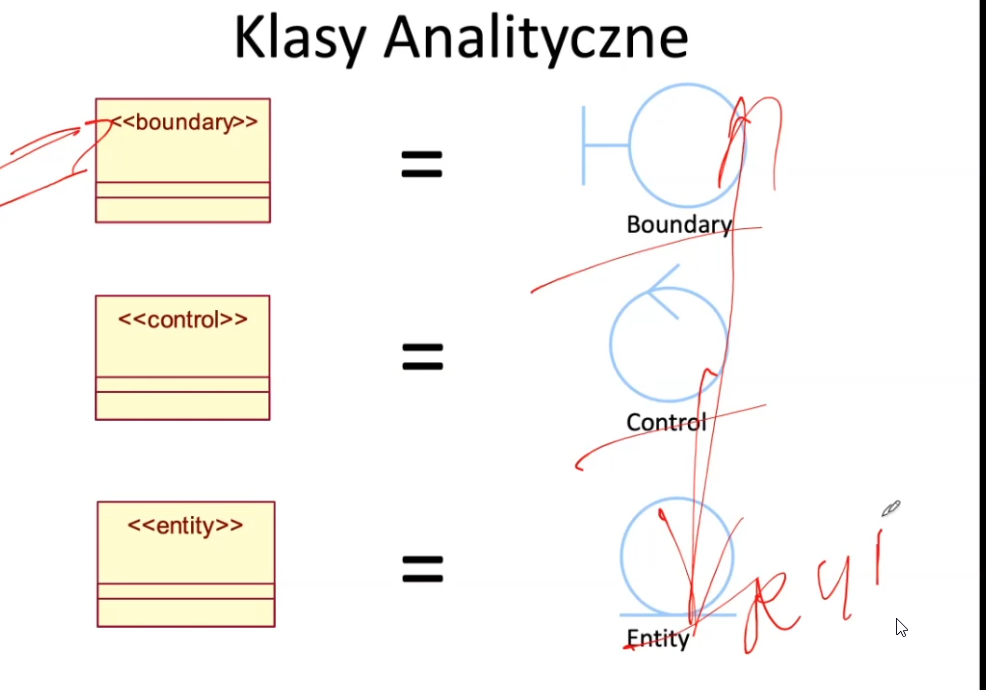 Klasy Analityczne
<<boundary>>
=
Boundary
<<control>>
=
Control
<<entity>>
=
Entity